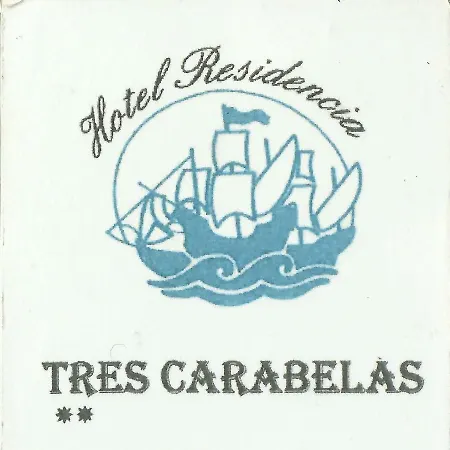 Hotel Residencia
TRES CARABELAS
**